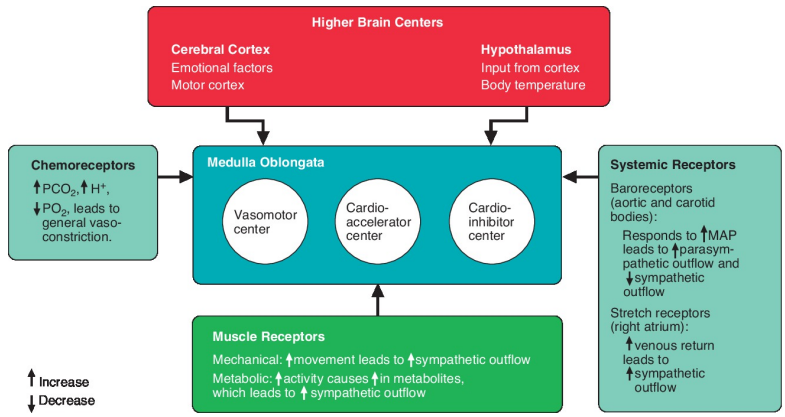 Higher Brain Centers
Cerebral Cortex
Emotional factors
Motor cortex
Hypothalamus
Input from cortex
Body temperature
Chemoreceptors
↑PCO₂,↑H⁺,
↓PO₂, leads to
general vaso-
constriction.
Medulla Oblongata
Vasomotor
center
Cardio-
accelerator
center
Cardio-
inhibitor
center
Systemic Receptors
Baroreceptors
(aortic and carotid
bodies):
Responds to ↑MAP
leads to ↑parasym-
pathetic outflow and
↓sympathetic
outflow
Stretch receptors
(right atrium):
↑venous return
leads to
↑sympathetic
outflow
Muscle Receptors
Mechanical: ↑movement leads to ↑sympathetic outflow
Metabolic: ↑activity causes ↑in metabolites,
which leads to ↑ sympathetic outflow
↑ Increase
↓ Decrease